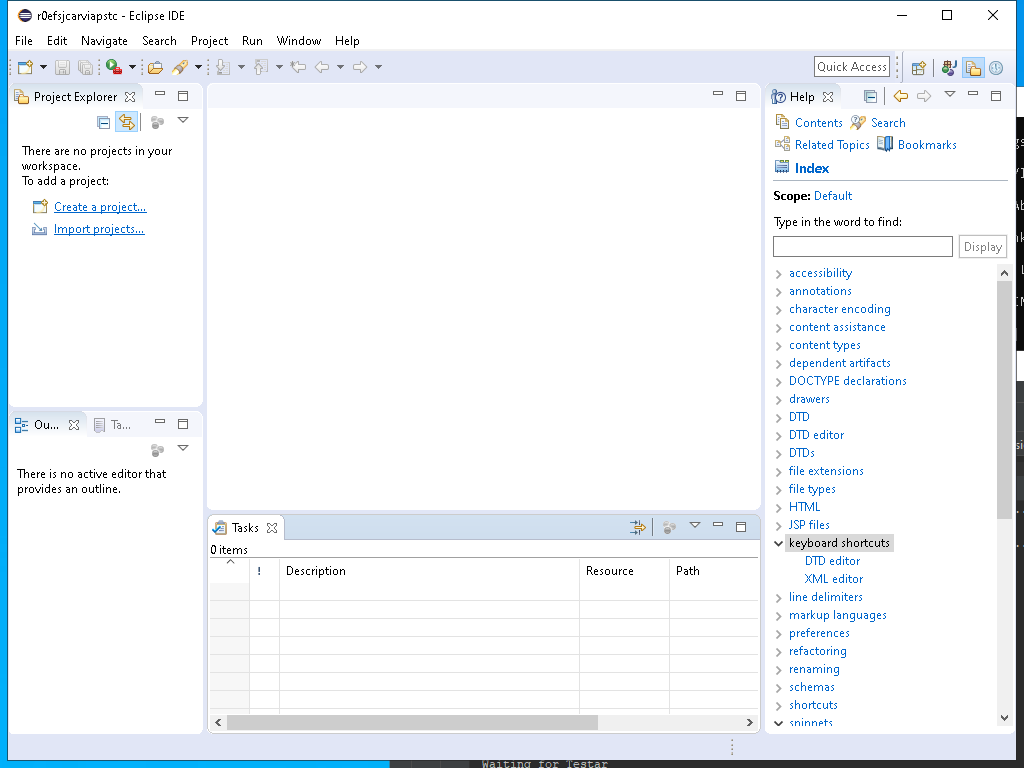 r0efsjcarviapstc - Eclipse IDE
File Edit Navigate Search Project Run Window Help
Quick Access
Project Explorer
There are no projects in your
workspace.
To add a project:
Create a project...
Import projects...
Ou...
Ta...
There is no active editor that
provides an outline.
Tasks
0 items
! Description Resource Path
Help
Contents Search
Related Topics Bookmarks
Index
Scope: Default
Type in the word to find:
Display
accessibility
annotations
character encoding
content assistance
content types
dependent artifacts
DOCTYPE declarations
drawers
DTD
DTD editor
DTDs
file extensions
file types
HTML
JSP files
keyboard shortcuts
DTD editor
XML editor
line delimiters
markup languages
preferences
refactoring
renaming
schemas
shortcuts
snippets
Waiting for Testar